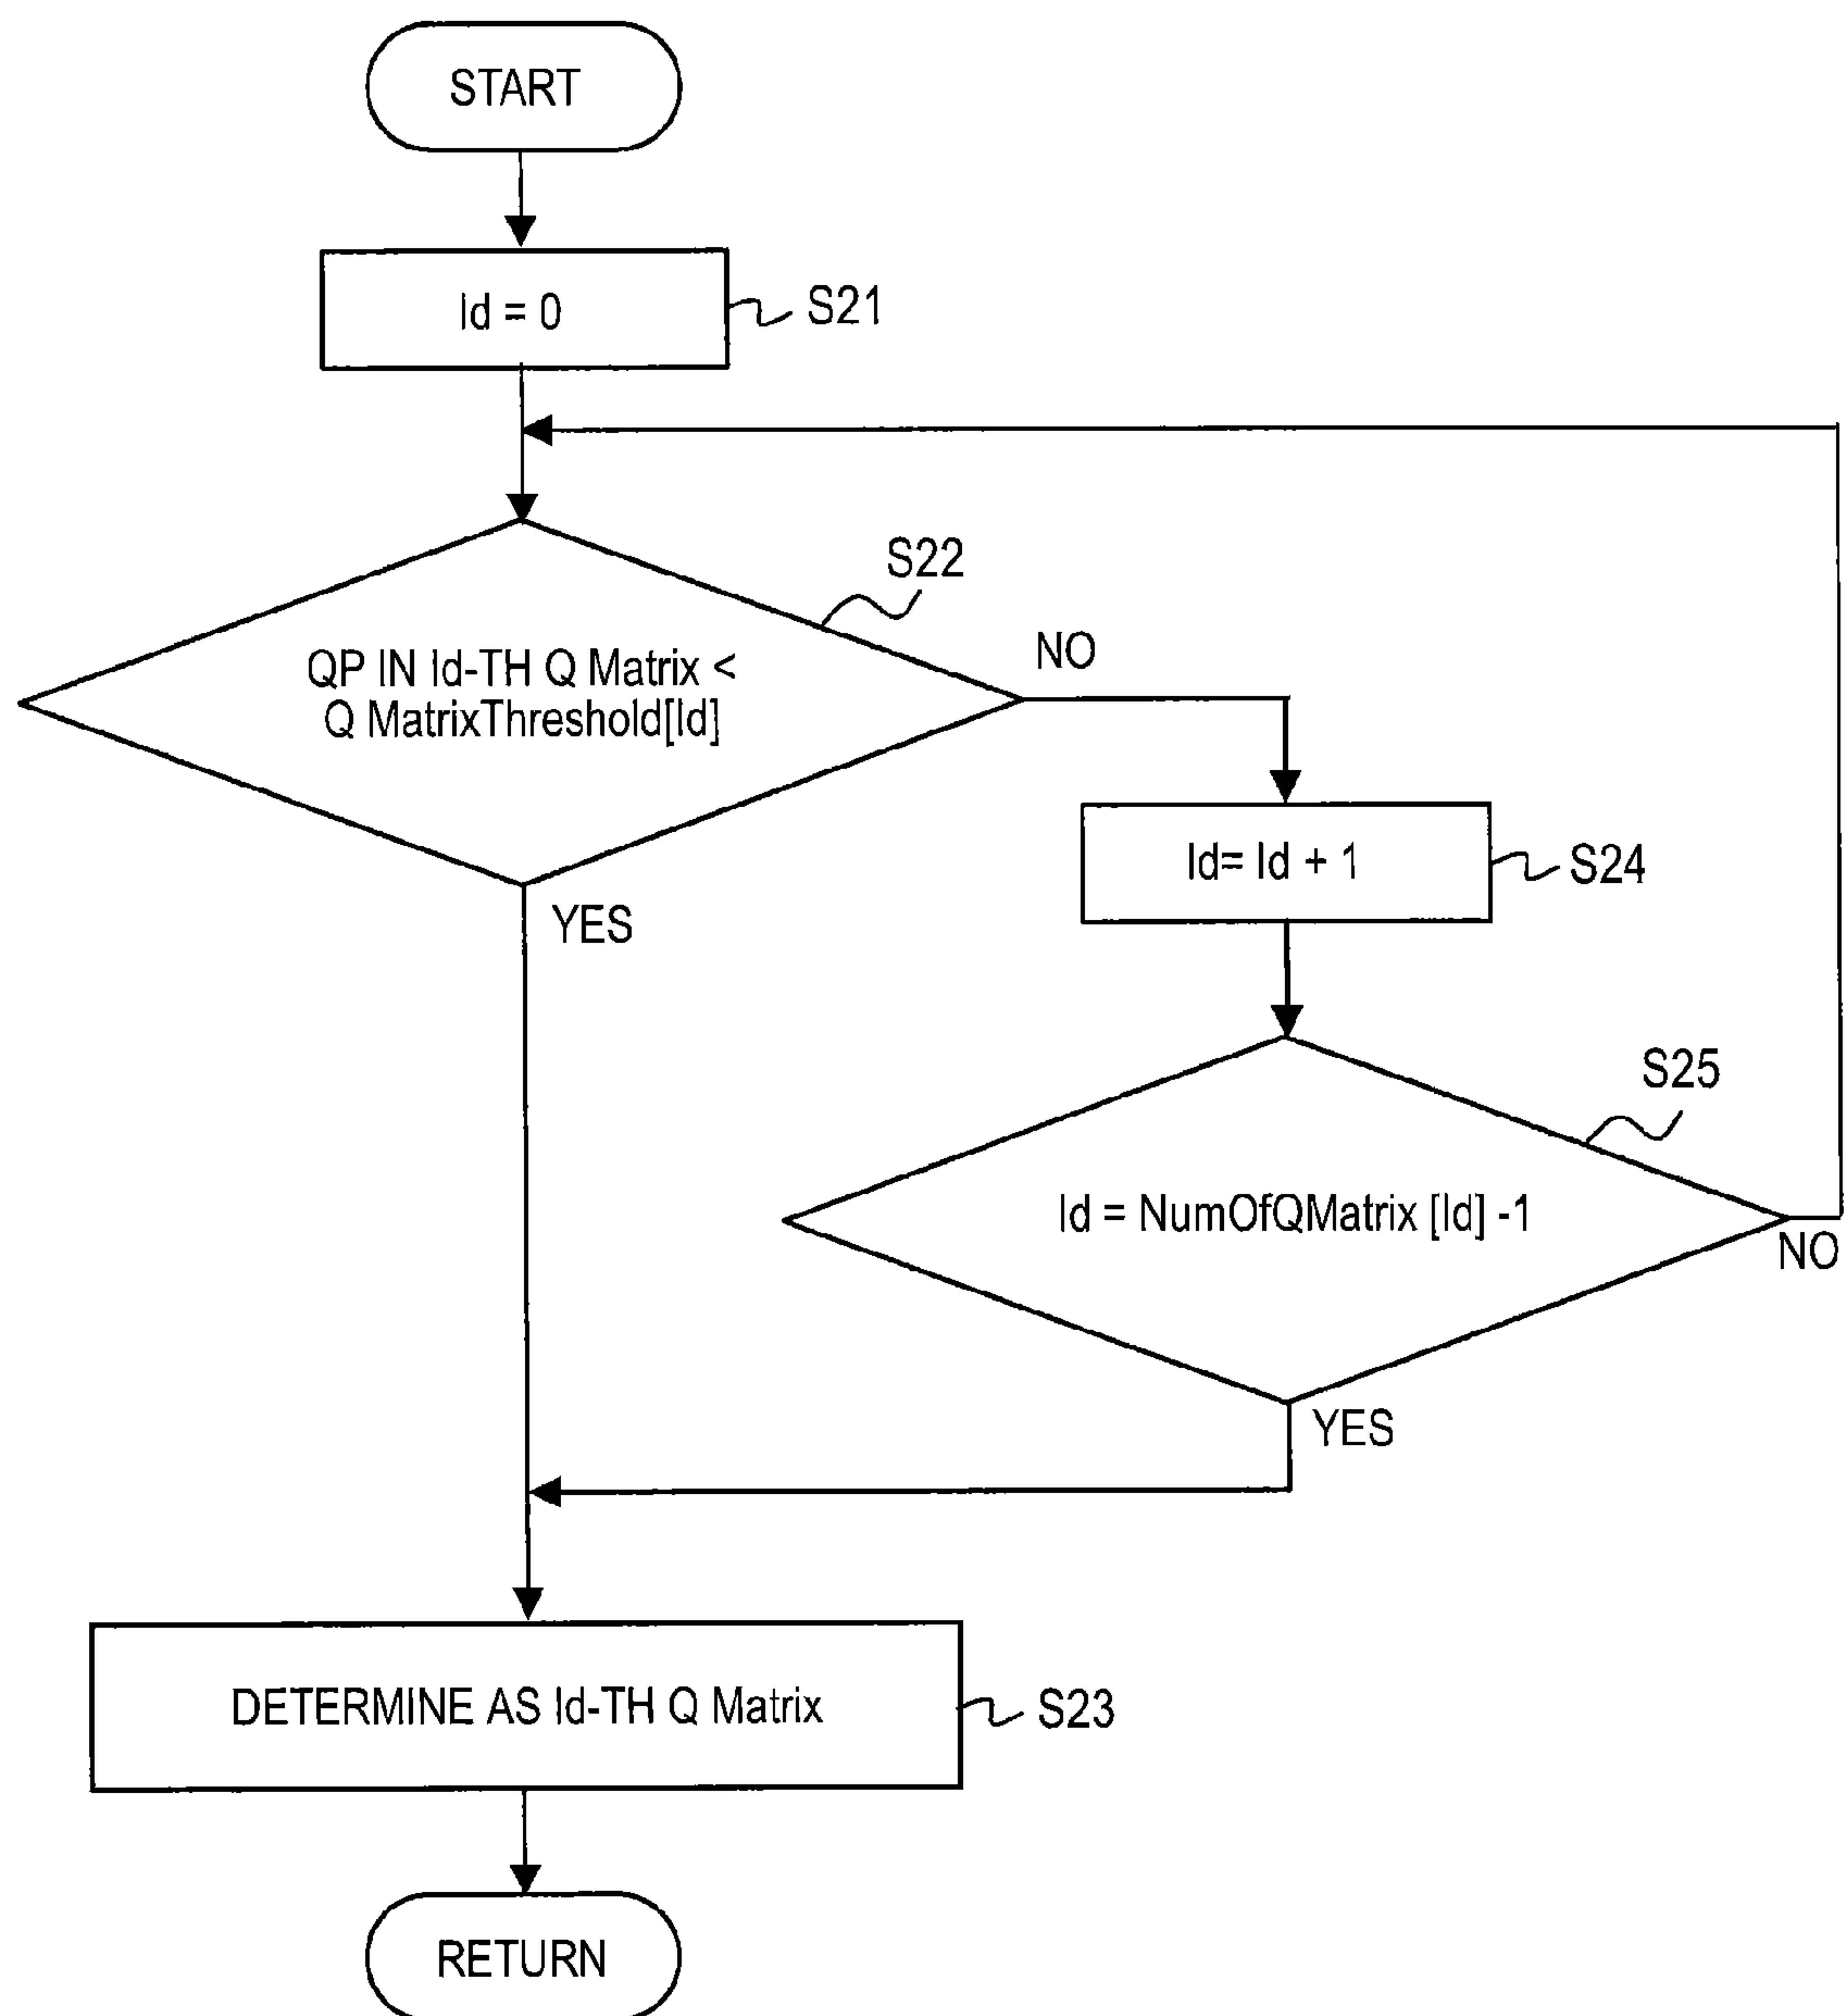 START
Id = 0
S21
S22
QP IN Id-TH Q Matrix <
Q MatrixThreshold[Id]
NO
YES
Id= Id + 1
S24
S25
Id = NumOfQMatrix [Id] -1
NO
YES
DETERMINE AS Id-TH Q Matrix
S23
RETURN